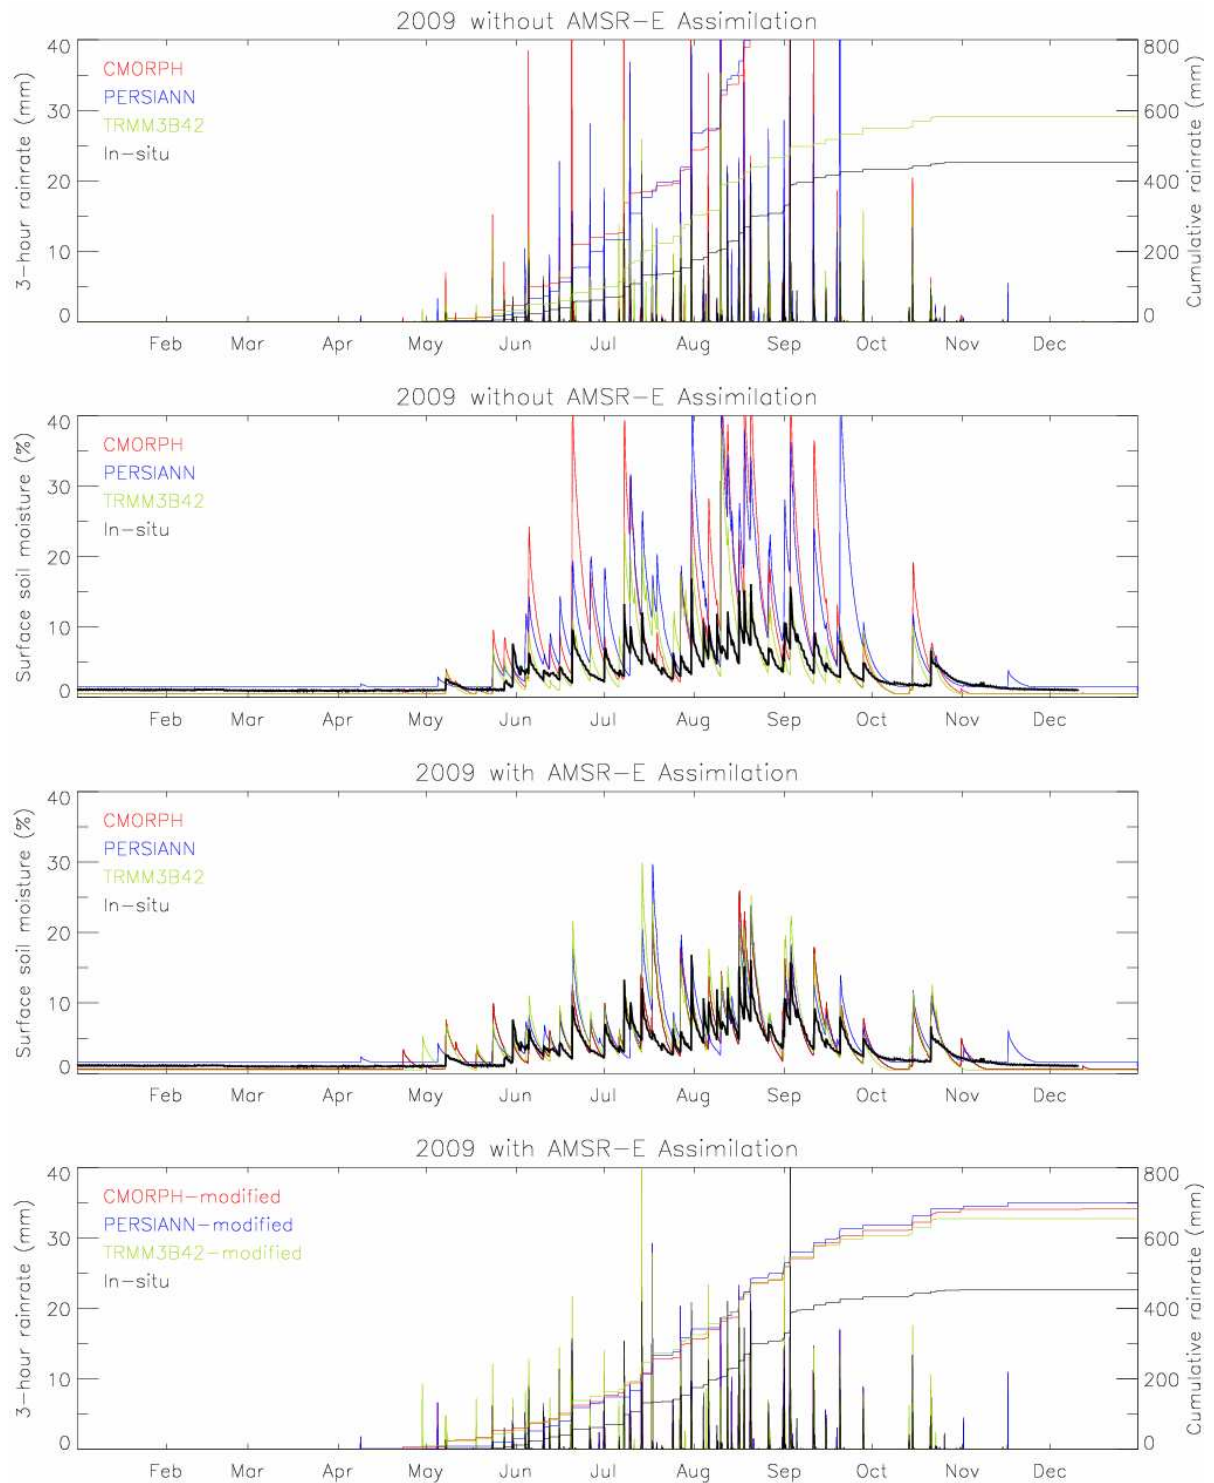 2009 without AMSR-E Assimilation
40 800
CMORPH
PERSIANN
30 600
TRMM3B42
In-situ
20 400
10 200
0 0
3-hour rainrate (mm)
Cumulative rainrate (mm)
Feb Mar Apr May Jun Jul Aug Sep Oct Nov Dec
2009 without AMSR-E Assimilation
40
CMORPH
PERSIANN
30
TRMM3B42
In-situ
20
10
0
Surface soil moisture (%)
Feb Mar Apr May Jun Jul Aug Sep Oct Nov Dec
2009 with AMSR-E Assimilation
40
CMORPH
PERSIANN
30
TRMM3B42
In-situ
20
10
0
Surface soil moisture (%)
Feb Mar Apr May Jun Jul Aug Sep Oct Nov Dec
2009 with AMSR-E Assimilation
40 800
CMORPH-modified
PERSIANN-modified
30 600
TRMM3B42-modified
In-situ
20 400
10 200
0 0
3-hour rainrate (mm)
Cumulative rainrate (mm)
Feb Mar Apr May Jun Jul Aug Sep Oct Nov Dec